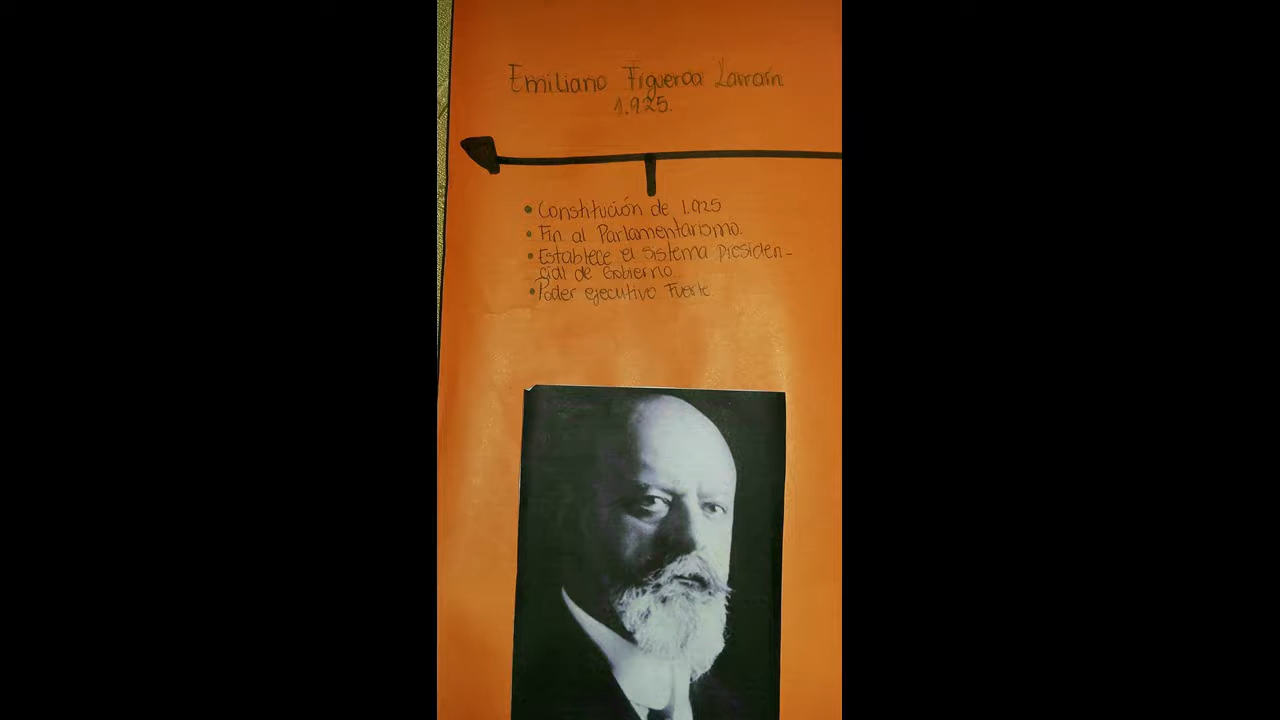 Emiliano Figueroa Larraín
1.925.
• Constitución de 1.925
• Fin al Parlamentarismo.
• Establece el sistema presiden-
cial de Gobierno.
• Poder ejecutivo Fuerte.